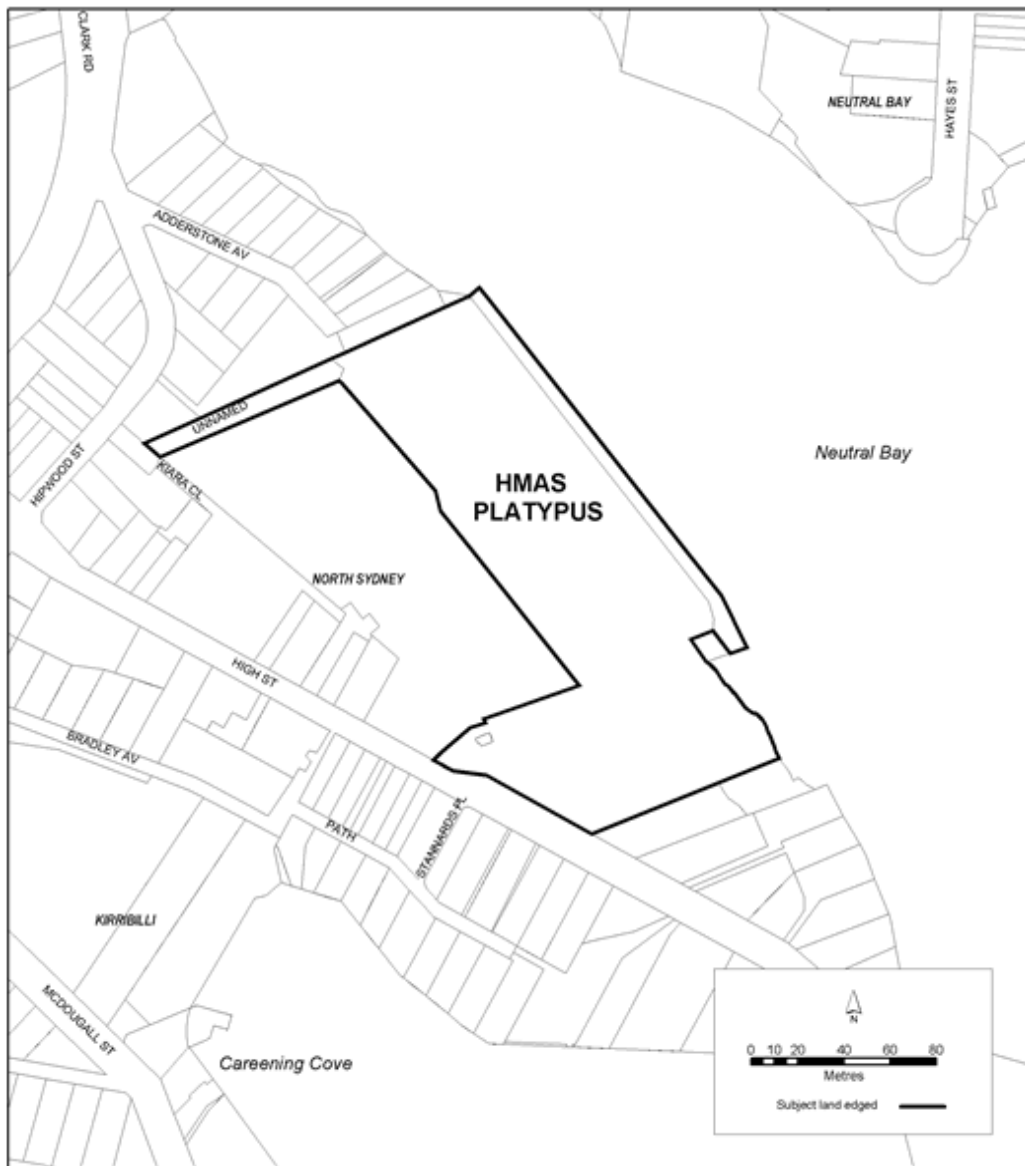 CLARK RD
NEUTRAL BAY
HAYES ST
ADDERSTONE AV
UNNAMED
HIPWOOD ST
KIARA CL
Neutral Bay
HMAS
PLATYPUS
NORTH SYDNEY
HIGH ST
BRADLEY AV
PATH
STANNARDS PL
KIRRIBILLI
MCDOUGALL ST
Careening Cove
N
0 10 20 40 60 80
Metres
Subject land edged